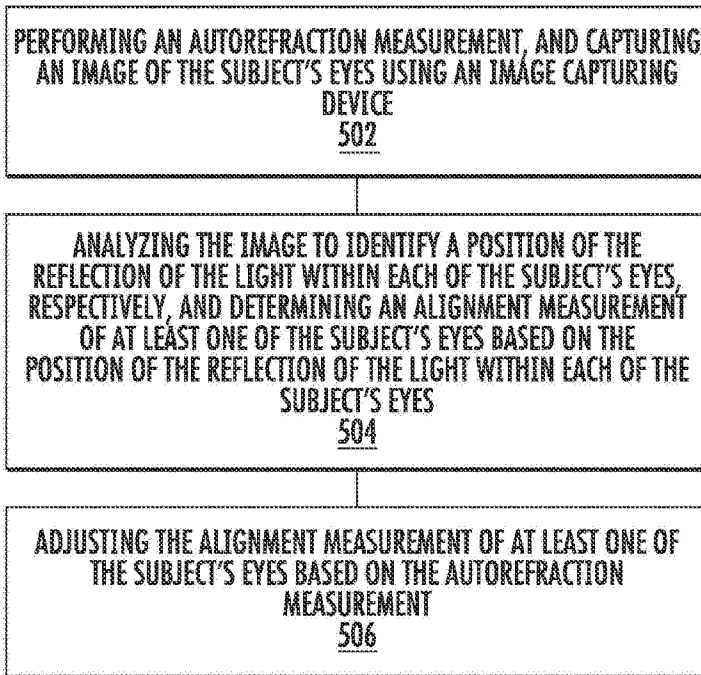 PERFORMING AN AUTOREFRACTION MEASUREMENT, AND CAPTURING
AN IMAGE OF THE SUBJECT'S EYES USING AN IMAGE CAPTURING
DEVICE
502
ANALYZING THE IMAGE TO IDENTIFY A POSITION OF THE
REFLECTION OF THE LIGHT WITHIN EACH OF THE SUBJECT'S EYES,
RESPECTIVELY, AND DETERMINING AN ALIGNMENT MEASUREMENT
OF AT LEAST ONE OF THE SUBJECT'S EYES BASED ON THE
POSITION OF THE REFLECTION OF THE LIGHT WITHIN EACH OF THE
SUBJECT'S EYES
504
ADJUSTING THE ALIGNMENT MEASUREMENT OF AT LEAST ONE OF
THE SUBJECT'S EYES BASED ON THE AUTOREFRACTION
MEASUREMENT
506